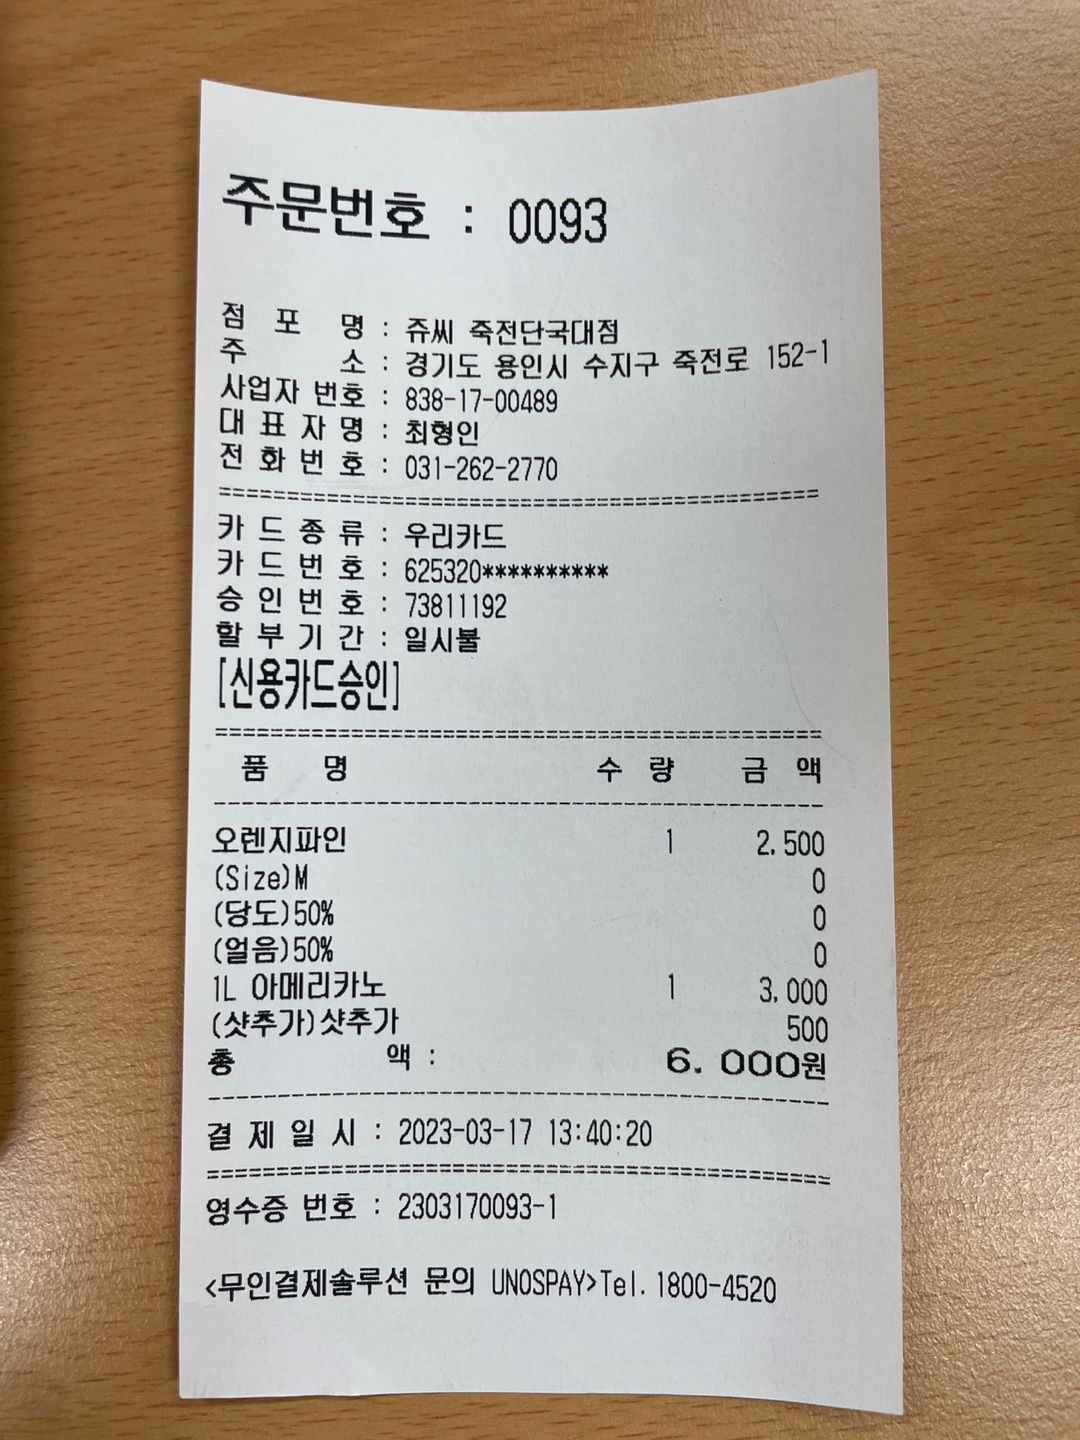 주문번호 : 0093
점 포 명 : 쥬씨 죽전단국대점
주 소 : 경기도 용인시 수지구 죽전로 152-1
사업자 번호 : 838-17-00489
대 표 자 명 : 최형인
전 화 번 호 : 031-262-2770
===========================================
카 드 종 류 : 우리카드
카 드 번 호 : 625320**********
승 인 번 호 : 73811192
할 부 기 간 : 일시불
[신용카드승인]
===========================================
품 명 수 량 금 액
-------------------------------------------
오렌지파인 1 2,500
(Size)M 0
(당도)50% 0
(얼음)50% 0
1L 아메리카노 1 3,000
(샷추가)샷추가 500
총 액 : 6,000원
-------------------------------------------
결 제 일 시 : 2023-03-17 13:40:20
===========================================
영수증 번호 : 2303170093-1
<무인결제솔루션 문의 UNOSPAY>Tel.1800-4520